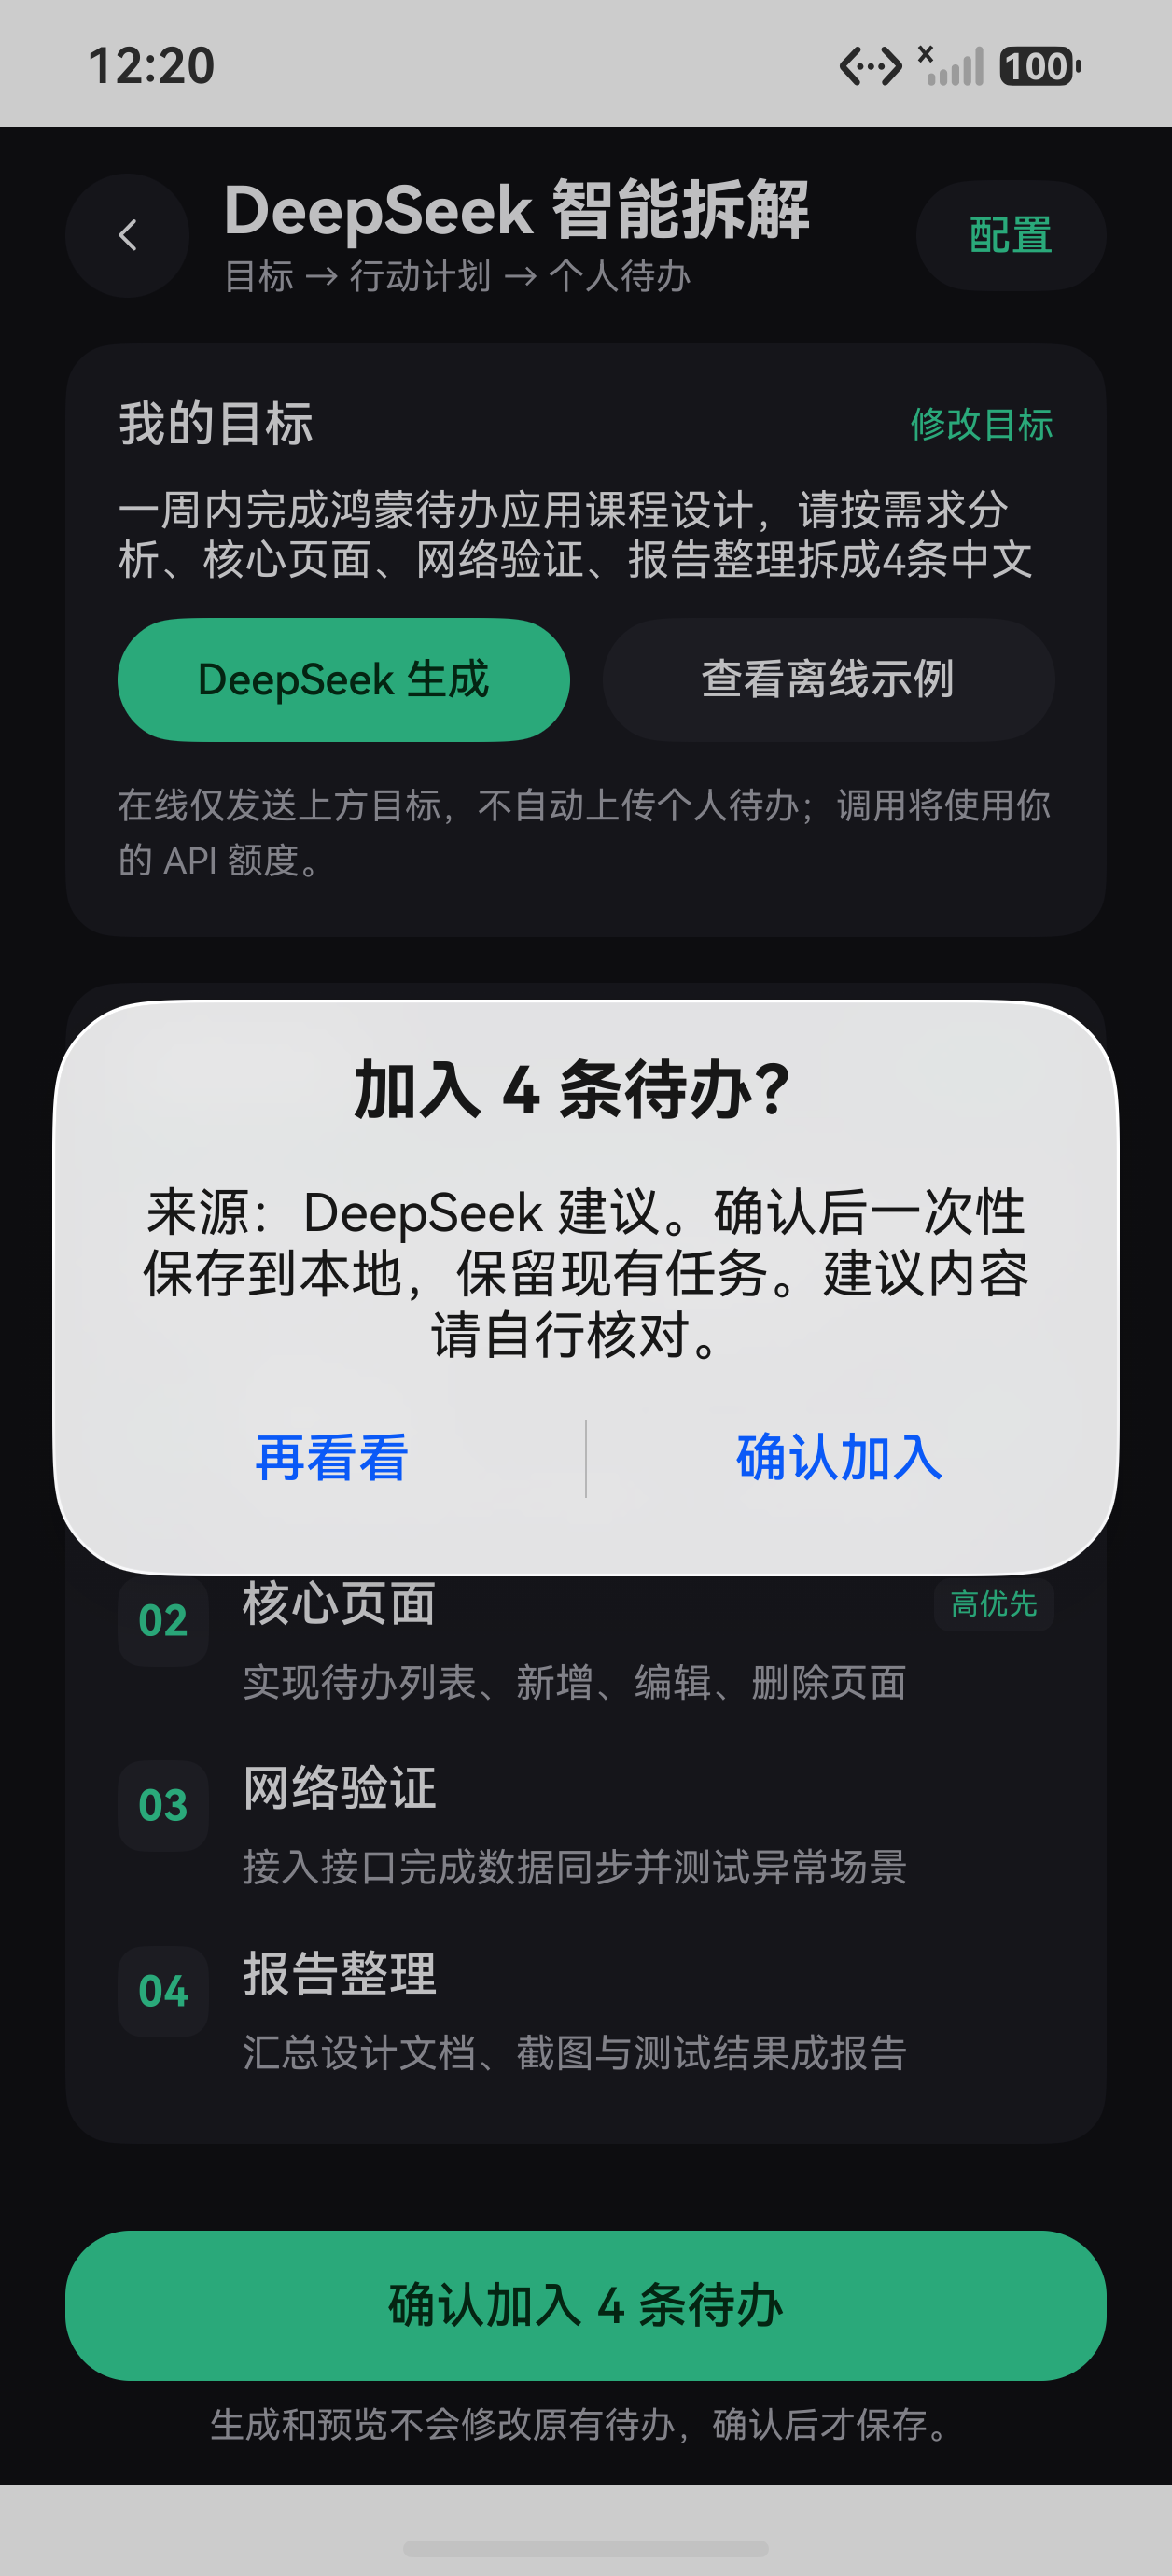 12:20
100
DeepSeek 智能拆解
目标 → 行动计划 → 个人待办
配置
我的目标
修改目标
一周内完成鸿蒙待办应用课程设计，请按需求分
析、核心页面、网络验证、报告整理拆成4条中文
DeepSeek 生成
查看离线示例
在线仅发送上方目标，不自动上传个人待办；调用将使用你
的 API 额度。
加入 4 条待办？
来源：DeepSeek 建议。确认后一次性
保存到本地，保留现有任务。建议内容
请自行核对。
再看看
确认加入
02
核心页面
高优先
实现待办列表、新增、编辑、删除页面
03
网络验证
接入接口完成数据同步并测试异常场景
04
报告整理
汇总设计文档、截图与测试结果成报告
确认加入 4 条待办
生成和预览不会修改原有待办，确认后才保存。